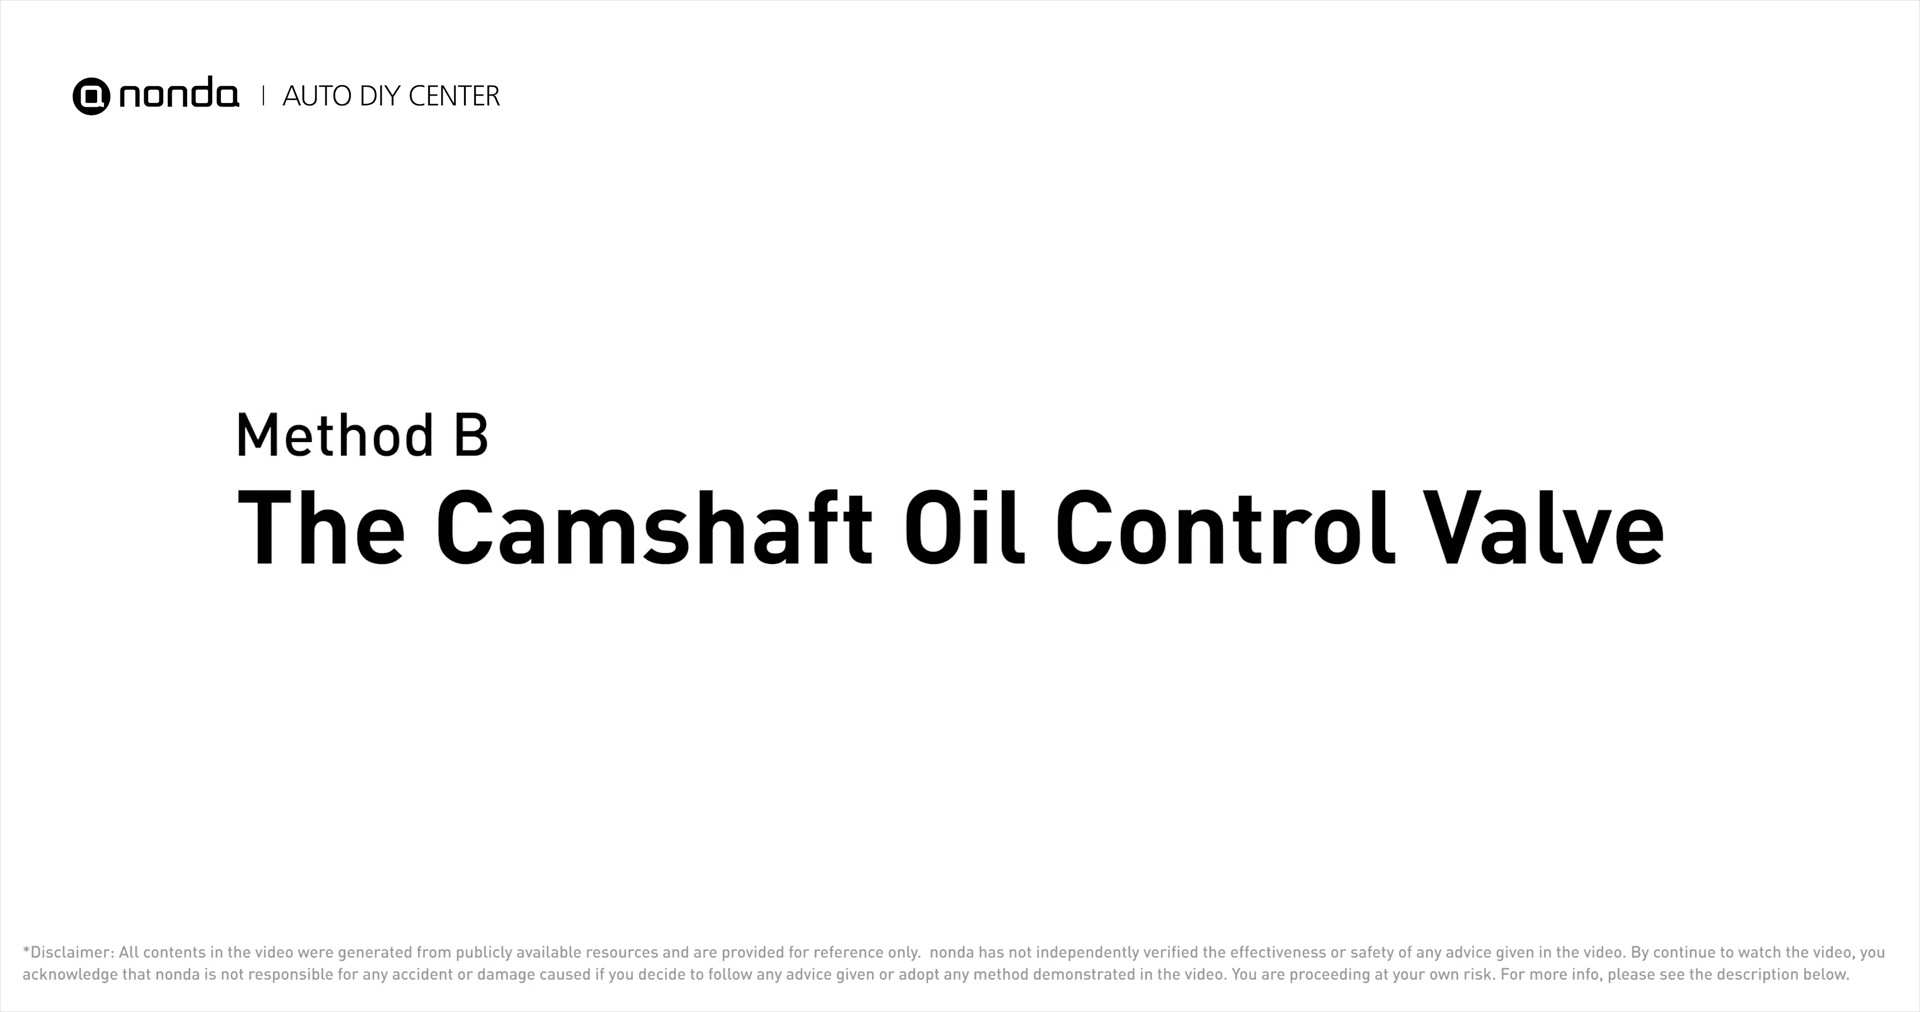 nonda | AUTO DIY CENTER
Method B
The Camshaft Oil Control Valve
*Disclaimer: All contents in the video were generated from publicly available resources and are provided for reference only.  nonda has not independently verified the effectiveness or safety of any advice given in the video. By continue to watch the video, you
acknowledge that nonda is not responsible for any accident or damage caused if you decide to follow any advice given or adopt any method demonstrated in the video. You are proceeding at your own risk. For more info, please see the description below.